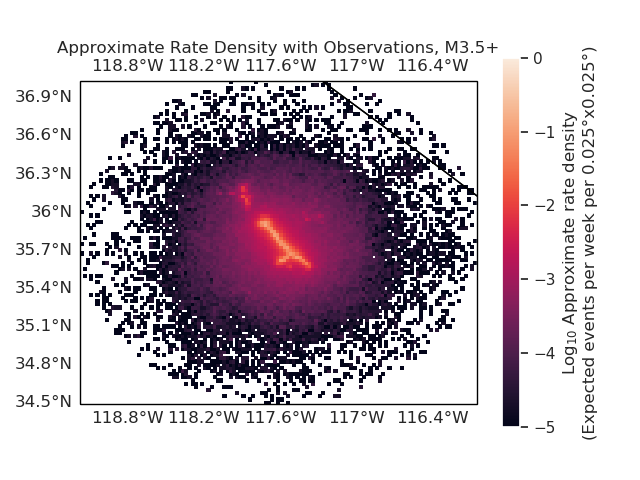 Approximate Rate Density with Observations, M3.5+
118.8°W 118.2°W 117.6°W 117°W 116.4°W
36.9°N
36.6°N
36.3°N
36°N
35.7°N
35.4°N
35.1°N
34.8°N
34.5°N
118.8°W 118.2°W 117.6°W 117°W 116.4°W
0
−1
−2
−3
−4
−5
Log₁₀ Approximate rate density
(Expected events per week per 0.025°x0.025°)